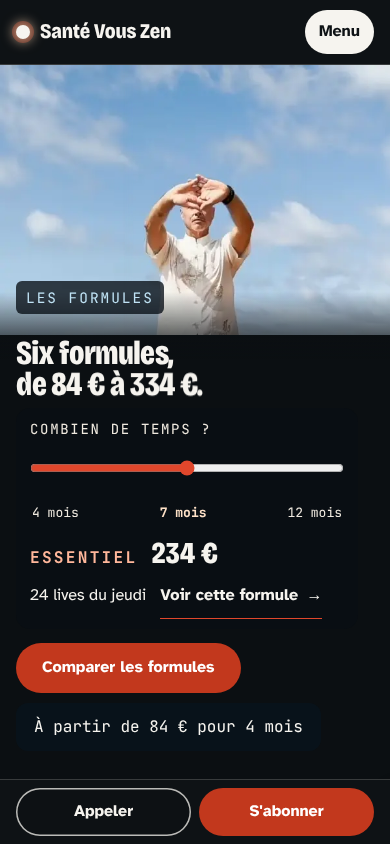 Santé Vous Zen
Menu
LES FORMULES
Six formules,
de 84 € à 334 €.
COMBIEN DE TEMPS ?
4 mois 7 mois 12 mois
ESSENTIEL 234 €
24 lives du jeudi Voir cette formule →
Comparer les formules
À partir de 84 € pour 4 mois
Appeler S'abonner